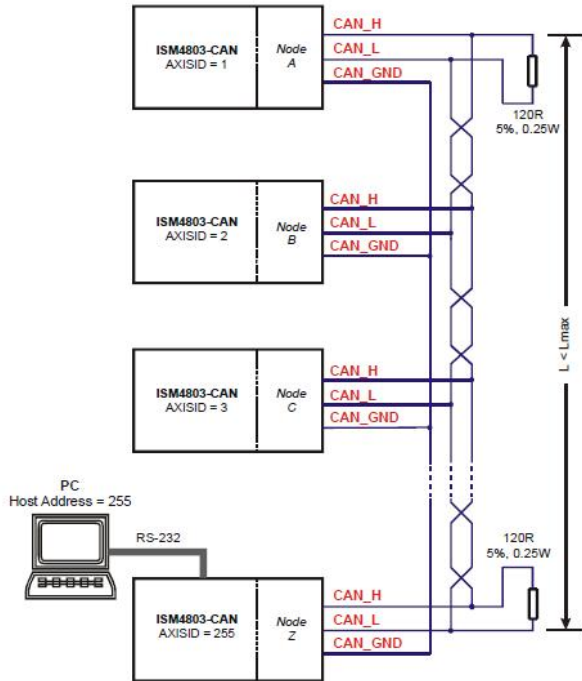 ISM4803-CAN
AXISID = 1
Node
A
CAN_H
CAN_L
CAN_GND
120R
5%, 0.25W
ISM4803-CAN
AXISID = 2
Node
B
CAN_H
CAN_L
CAN_GND
L < Lmax
ISM4803-CAN
AXISID = 3
Node
C
CAN_H
CAN_L
CAN_GND
PC
Host Address = 255
RS-232
120R
5%, 0.25W
ISM4803-CAN
AXISID = 255
Node
Z
CAN_H
CAN_L
CAN_GND